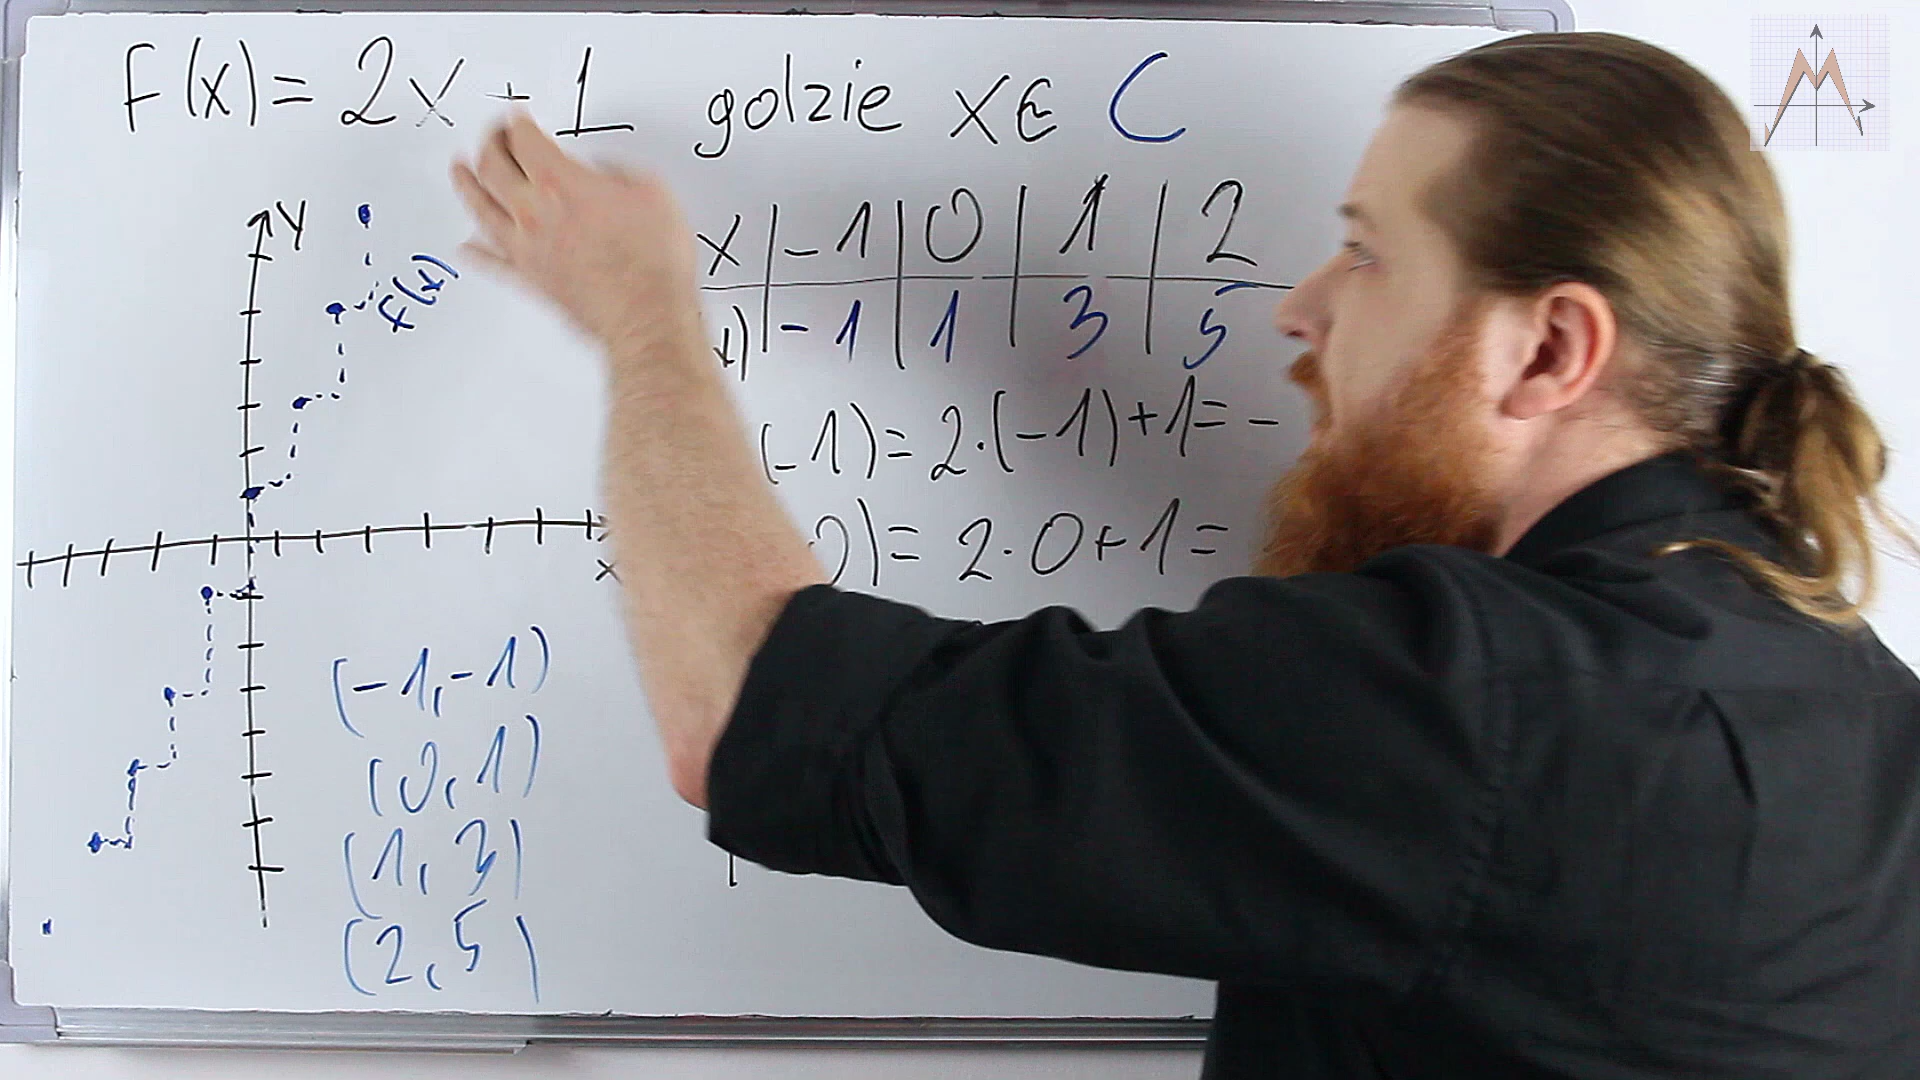 F(x) = 2x + 1 gdzie x ∈ C
y
f(x)
x | -1 | 0 | 1 | 2
x) | -1 | 1 | 3 | 5
(-1) = 2·(-1)+1= -
0) = 2·0+1=
x
(-1,-1)
(0,1)
(1,3)
(2,5)